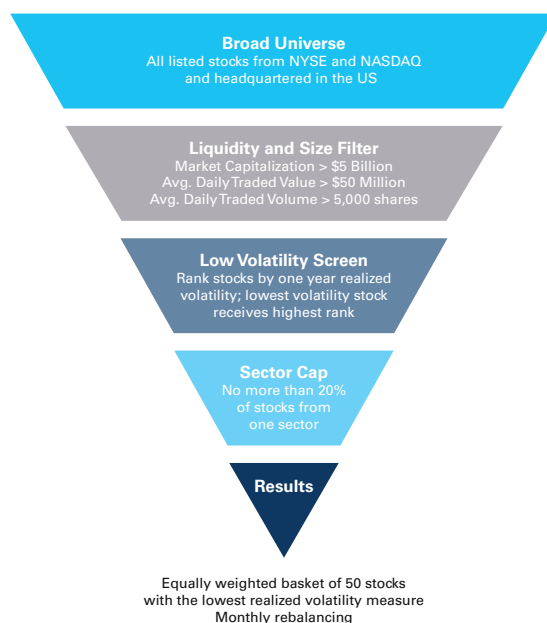 Broad Universe
All listed stocks from NYSE and NASDAQ
and headquartered in the US
Liquidity and Size Filter
Market Capitalization > $5 Billion
Avg. Daily Traded Value > $50 Million
Avg. Daily Traded Volume > 5,000 shares
Low Volatility Screen
Rank stocks by one year realized
volatility; lowest volatility stock
receives highest rank
Sector Cap
No more than 20%
of stocks from
one sector
Results
Equally weighted basket of 50 stocks
with the lowest realized volatility measure
Monthly rebalancing